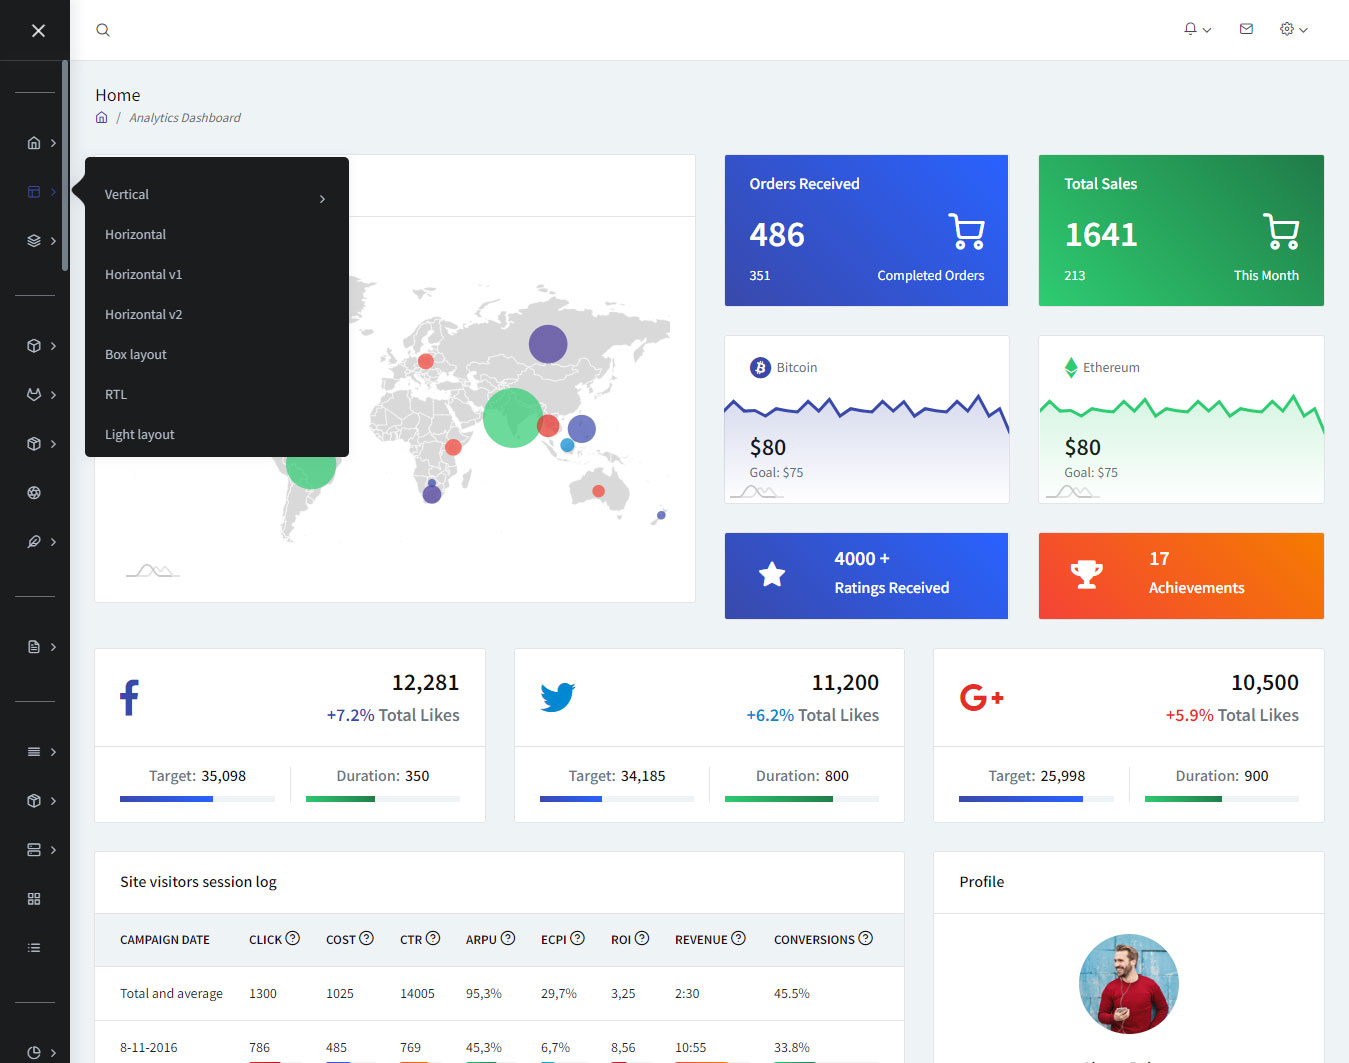 Home
/ Analytics Dashboard
Vertical
Horizontal
Horizontal v1
Horizontal v2
Box layout
RTL
Light layout
Orders Received
486
351 Completed Orders
Total Sales
1641
213 This Month
Bitcoin
$80
Goal: $75
Ethereum
$80
Goal: $75
4000 +
Ratings Received
17
Achievements
12,281
+7.2% Total Likes
Target: 35,098 Duration: 350
11,200
+6.2% Total Likes
Target: 34,185 Duration: 800
10,500
+5.9% Total Likes
Target: 25,998 Duration: 900
Site visitors session log
CAMPAIGN DATE CLICK COST CTR ARPU ECPI ROI REVENUE CONVERSIONS
Total and average 1300 1025 14005 95,3% 29,7% 3,25 2:30 45.5%
8-11-2016 786 485 769 45,3% 6,7% 8,56 10:55 33.8%
Profile